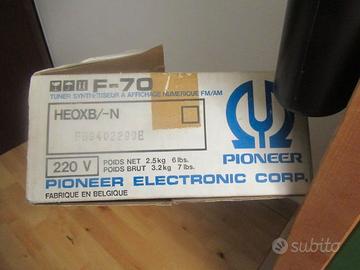 F-70
TUNER SYNTHETISEUR A AFFICHAGE NUMERIQUE FM/AM
HEOXB/-N
220 V
POIDS NET 2.5kg 6 lbs.
POIDS BRUT 3.2kg 7 lbs.
PIONEER
PIONEER ELECTRONIC CORP.
FABRIQUE EN BELGIQUE
subito